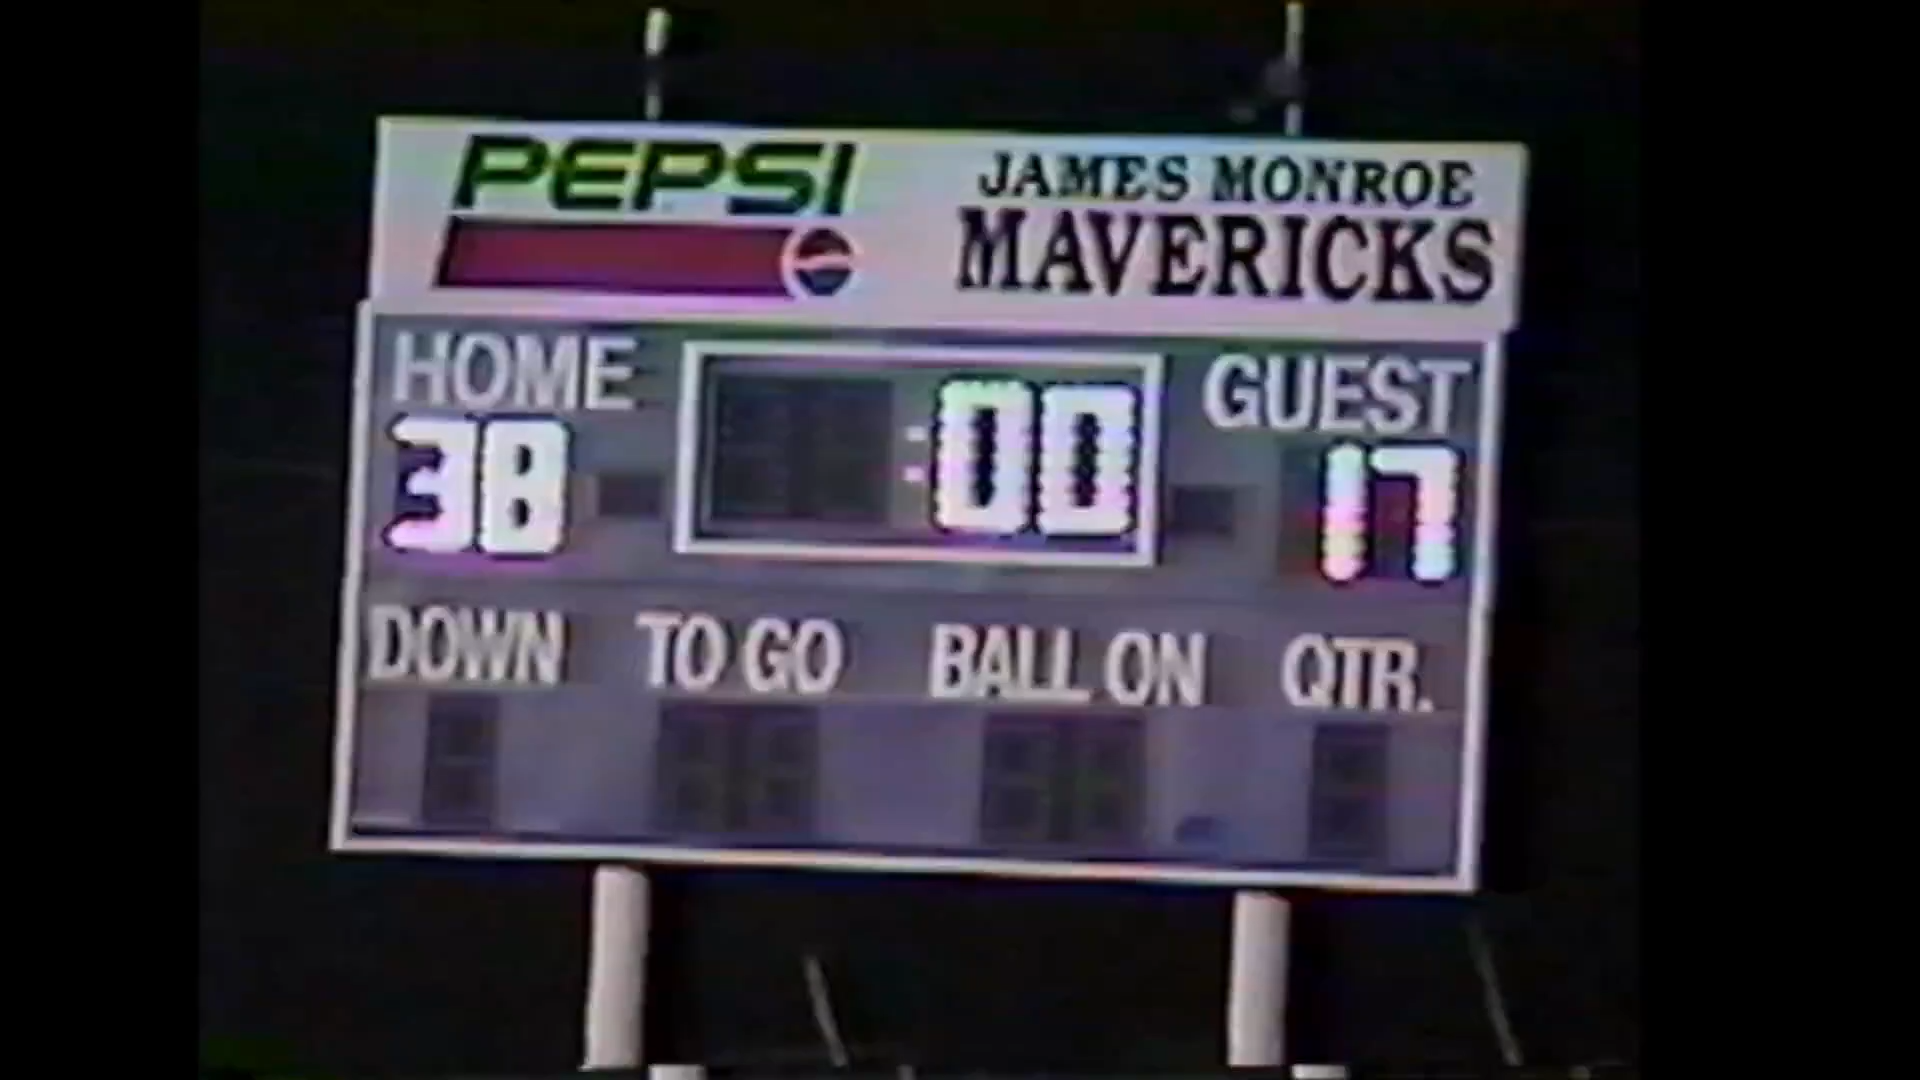 PEPSI
JAMES MONROE
MAVERICKS
HOME
GUEST
38
:00
17
DOWN
TO GO
BALL ON
QTR.